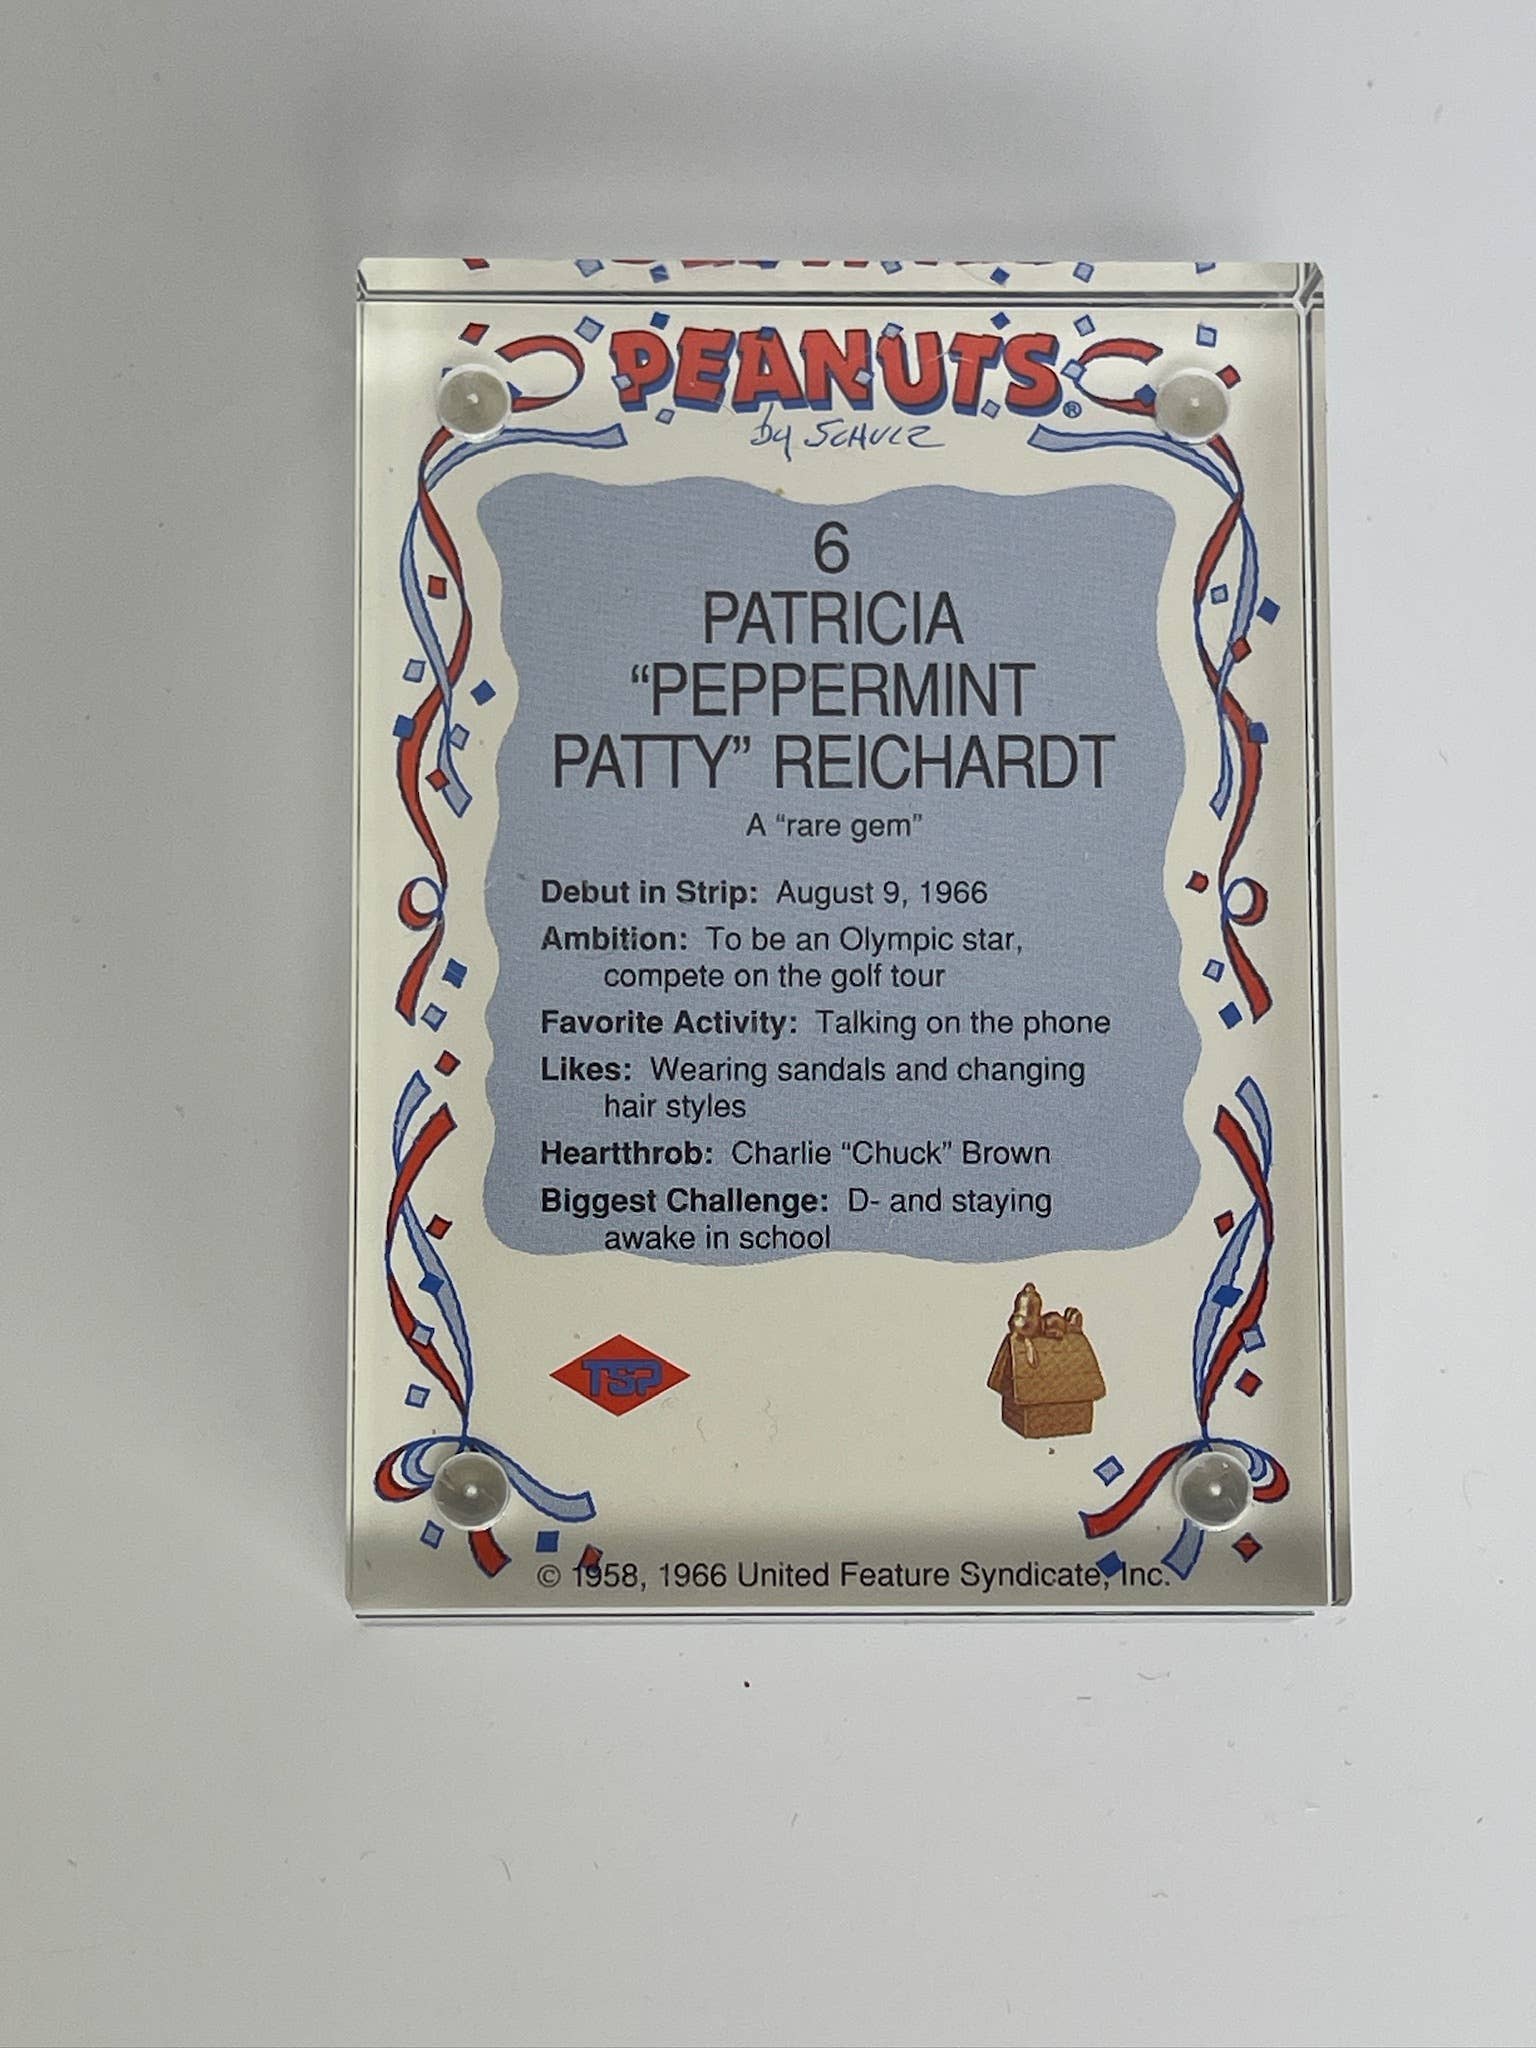 PEANUTS®
by SCHULZ
6
PATRICIA
“PEPPERMINT
PATTY” REICHARDT
A “rare gem”
Debut in Strip: August 9, 1966
Ambition: To be an Olympic star,
compete on the golf tour
Favorite Activity: Talking on the phone
Likes: Wearing sandals and changing
hair styles
Heartthrob: Charlie “Chuck” Brown
Biggest Challenge: D- and staying
awake in school
TSP
© 1958, 1966 United Feature Syndicate, Inc.